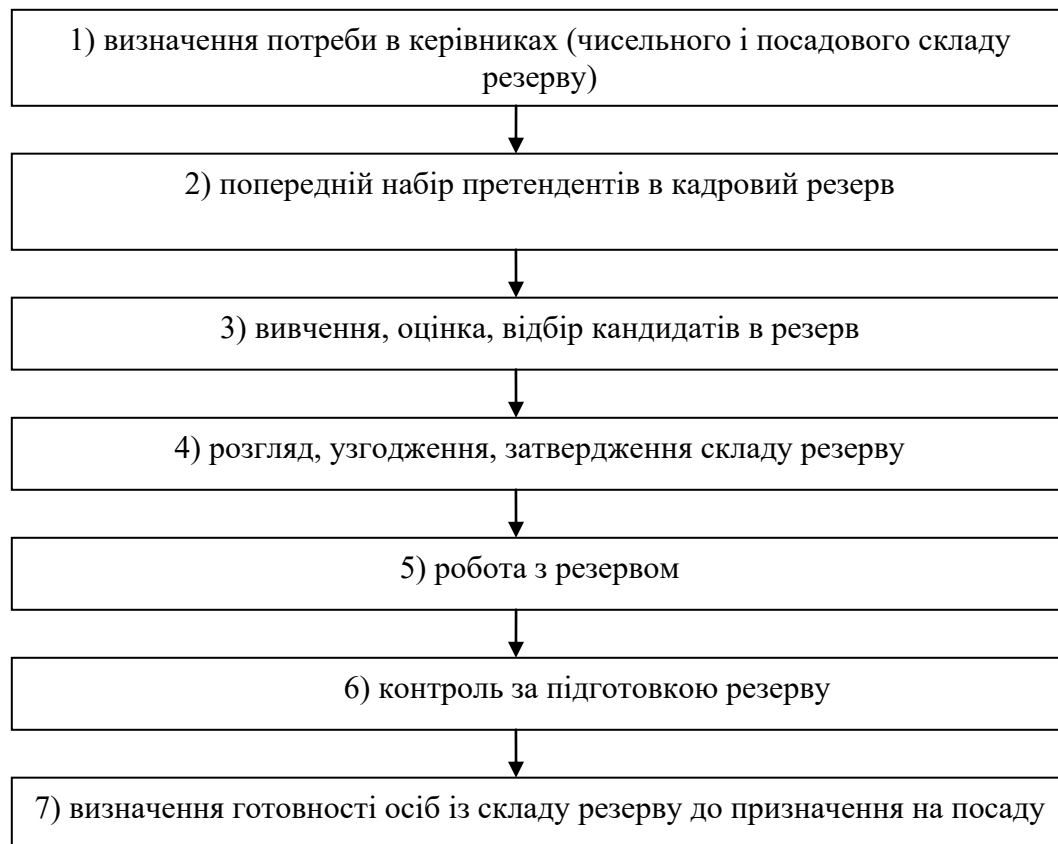 1) визначення потреби в керівниках (чисельного і посадового складу
резерву)
2) попередній набір претендентів в кадровий резерв
3) вивчення, оцінка, відбір кандидатів в резерв
4) розгляд, узгодження, затвердження складу резерву
5) робота з резервом
6) контроль за підготовкою резерву
7) визначення готовності осіб із складу резерву до призначення на посаду